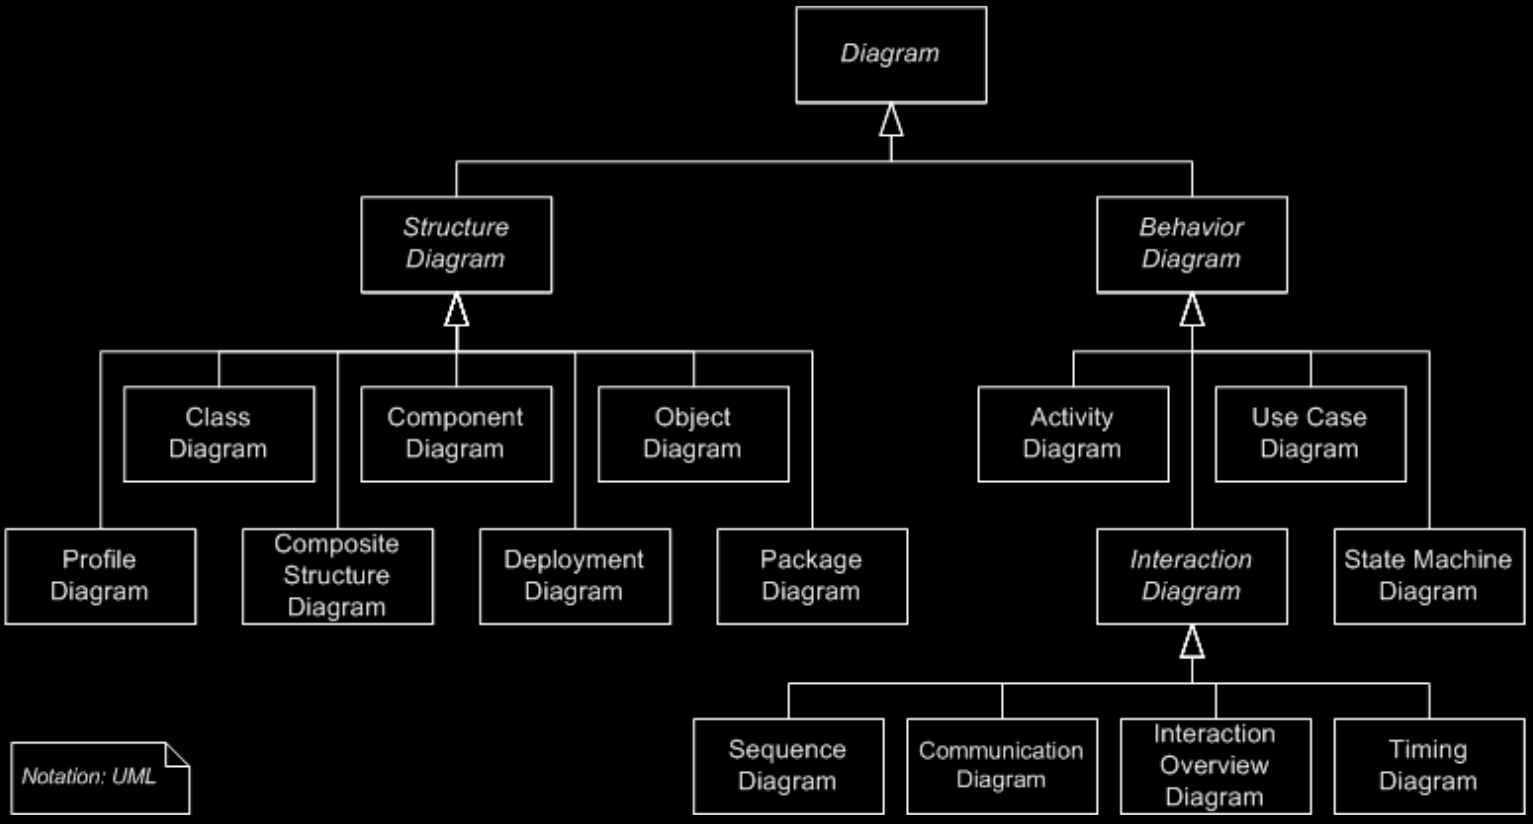 Diagram
Structure
Diagram
Behavior
Diagram
Class
Diagram
Component
Diagram
Object
Diagram
Activity
Diagram
Use Case
Diagram
Profile
Diagram
Composite
Structure
Diagram
Deployment
Diagram
Package
Diagram
Interaction
Diagram
State Machine
Diagram
Sequence
Diagram
Communication
Diagram
Interaction
Overview
Diagram
Timing
Diagram
Notation: UML